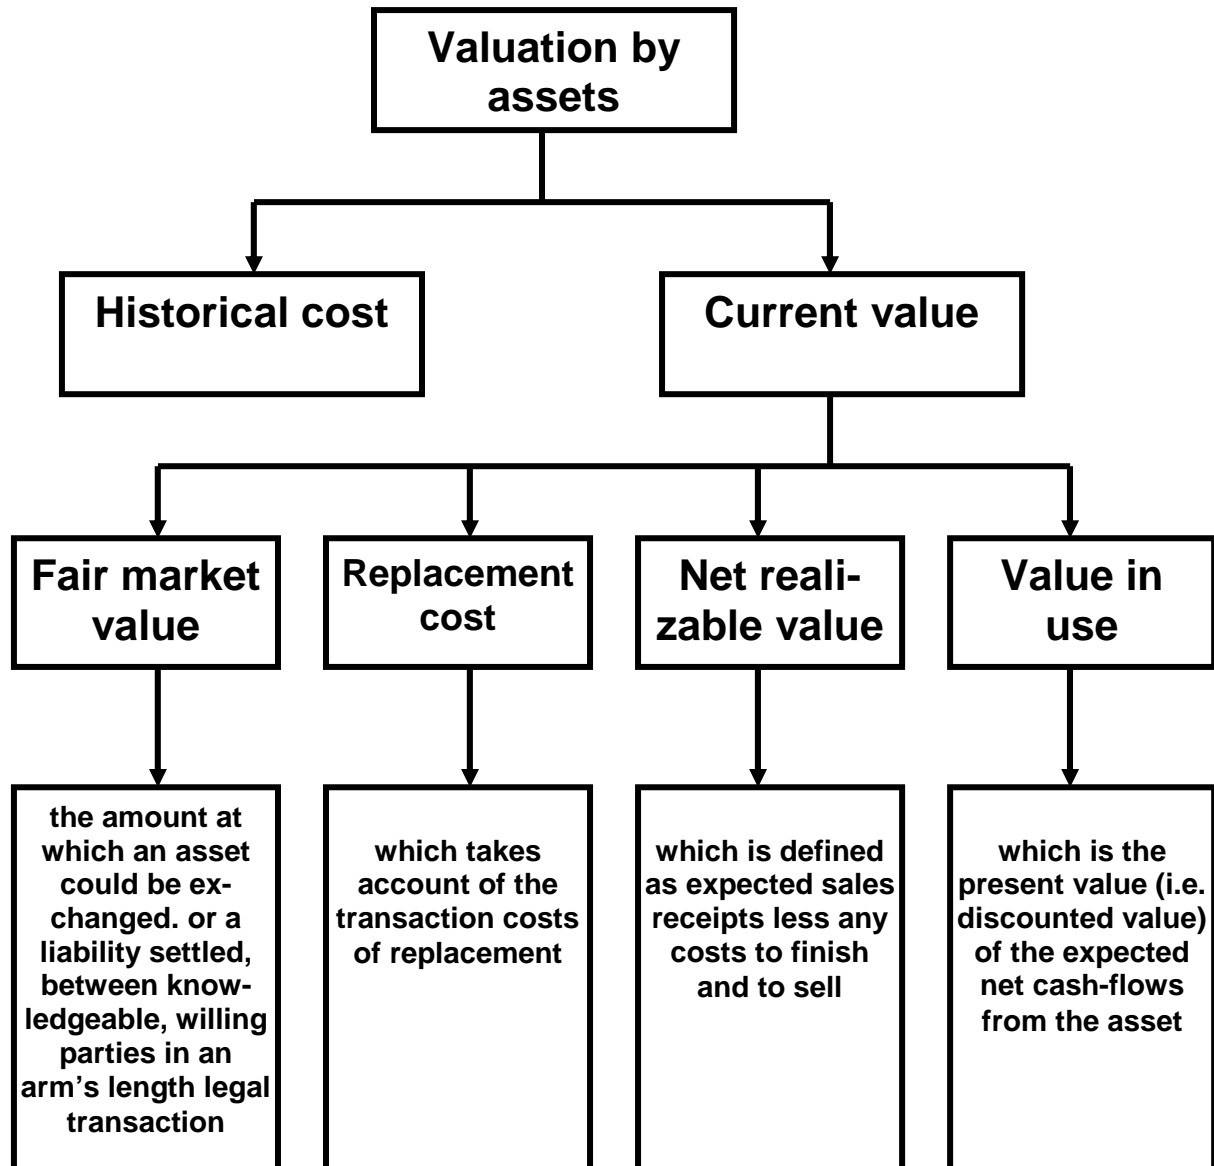 Valuation by
assets
Historical cost
Current value
Fair market
value
Replacement
cost
Net reali-
zable value
Value in
use
the amount at
which an asset
could be ex-
changed. or a
liability settled,
between know-
ledgeable, willing
parties in an
arm’s length legal
transaction
which takes
account of the
transaction costs
of replacement
which is defined
as expected sales
receipts less any
costs to finish
and to sell
which is the
present value (i.e.
discounted value)
of the expected
net cash-flows
from the asset